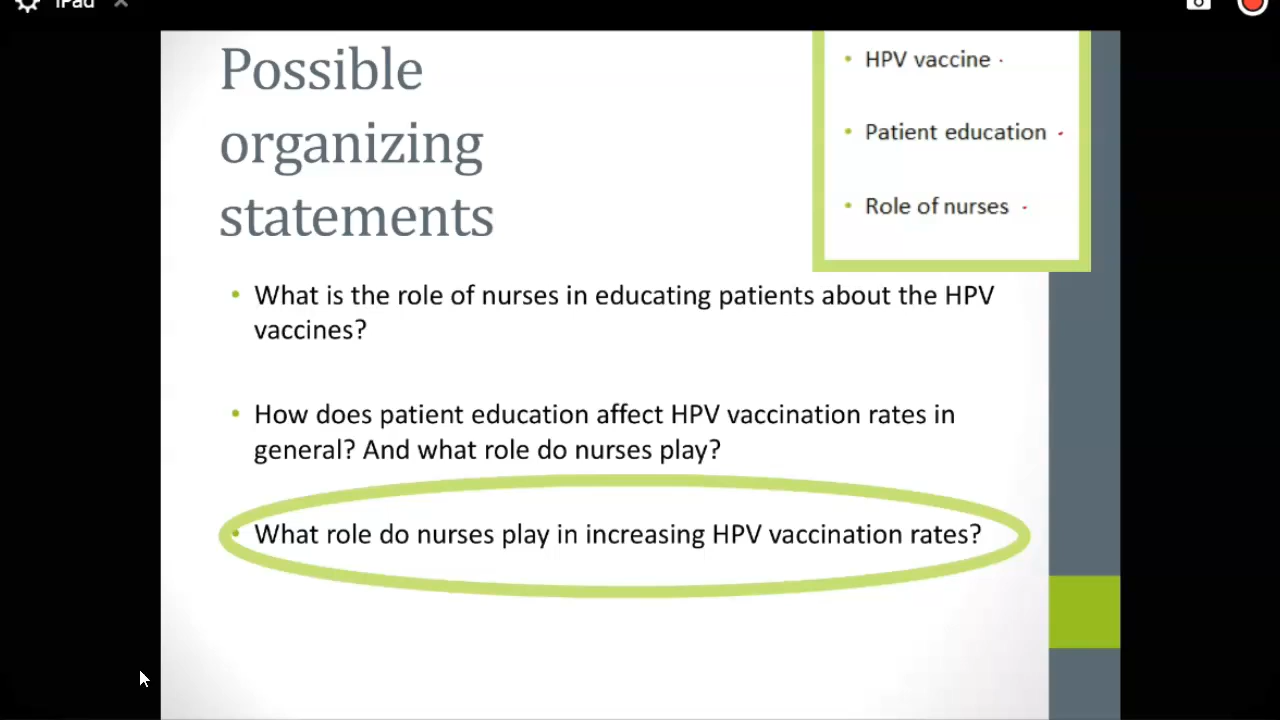 iPad
Possible
organizing
statements
• HPV vaccine
• Patient education
• Role of nurses
• What is the role of nurses in educating patients about the HPV
vaccines?
• How does patient education affect HPV vaccination rates in
general? And what role do nurses play?
• What role do nurses play in increasing HPV vaccination rates?